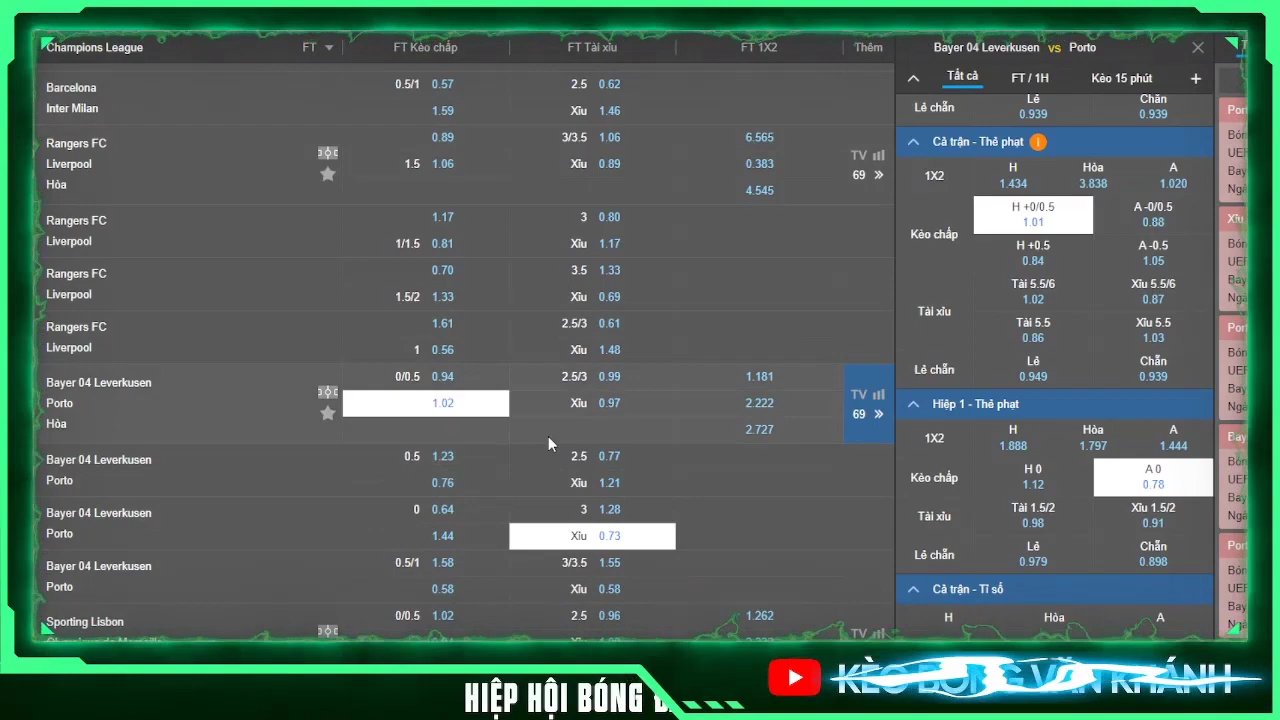 Champions League FT FT Kèo chấp FT Tài xỉu FT 1X2 Thêm
Barcelona 0.5/1 0.57 2.5 0.62
Inter Milan 1.59 Xỉu 1.46
Rangers FC 0.89 3/3.5 1.06 6.565
Liverpool 1.5 1.06 Xỉu 0.89 0.383 TV
Hòa 4.545 69 »
Rangers FC 1.17 3 0.80
Liverpool 1/1.5 0.81 Xỉu 1.17
Rangers FC 0.70 3.5 1.33
Liverpool 1.5/2 1.33 Xỉu 0.69
Rangers FC 1.61 2.5/3 0.61
Liverpool 1 0.56 Xỉu 1.48
Bayer 04 Leverkusen 0/0.5 0.94 2.5/3 0.99 1.181
Porto 1.02 Xỉu 0.97 2.222 TV
Hòa 2.727 69 »
Bayer 04 Leverkusen 0.5 1.23 2.5 0.77
Porto 0.76 Xỉu 1.21
Bayer 04 Leverkusen 0 0.64 3 1.28
Porto 1.44 Xỉu 0.73
Bayer 04 Leverkusen 0.5/1 1.58 3/3.5 1.55
Porto 0.58 Xỉu 0.58
Sporting Lisbon 0/0.5 1.02 2.5 0.96 1.262
TV
Bayer 04 Leverkusen vs Porto
Tất cả FT / 1H Kèo 15 phút +
Lẻ chẵn Lẻ Chẵn
0.939 0.939
Cả trận - Thẻ phạt
1X2 H Hòa A
1.434 3.838 1.020
Kèo chấp H +0/0.5 A -0/0.5
1.01 0.88
H +0.5 A -0.5
0.84 1.05
Tài xỉu Tài 5.5/6 Xỉu 5.5/6
1.02 0.87
Tài 5.5 Xỉu 5.5
0.86 1.03
Lẻ chẵn Lẻ Chẵn
0.949 0.939
Hiệp 1 - Thẻ phạt
1X2 H Hòa A
1.888 1.797 1.444
Kèo chấp H 0 A 0
1.12 0.78
Tài xỉu Tài 1.5/2 Xỉu 1.5/2
0.98 0.91
Lẻ chẵn Lẻ Chẵn
0.979 0.898
Cả trận - Tỉ số
H Hòa A
HIỆP HỘI BÓNG
KÈO BÓNG VĂN KHÁNH